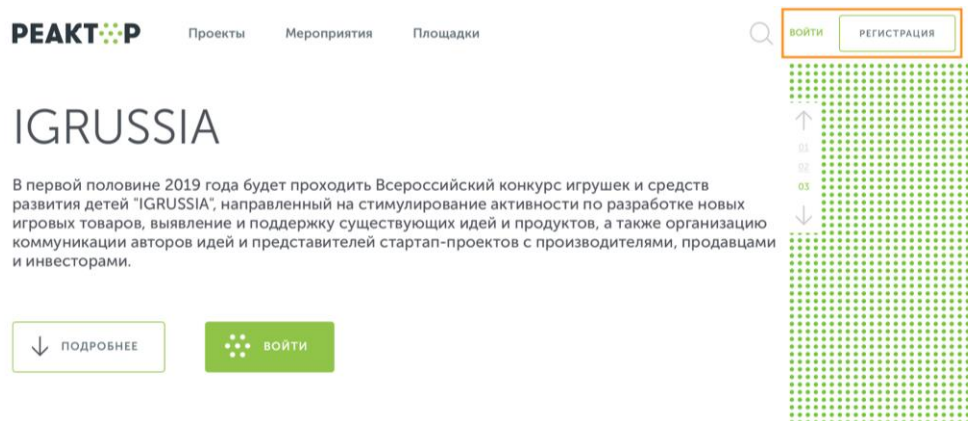 РЕАКТОР Проекты Мероприятия Площадки ВОЙТИ РЕГИСТРАЦИЯ
IGRUSSIA
01
02
03
В первой половине 2019 года будет проходить Всероссийский конкурс игрушек и средств
развития детей "IGRUSSIA", направленный на стимулирование активности по разработке новых
игровых товаров, выявление и поддержку существующих идей и продуктов, а также организацию
коммуникации авторов идей и представителей стартап-проектов с производителями, продавцами
и инвесторами.
ПОДРОБНЕЕ ВОЙТИ